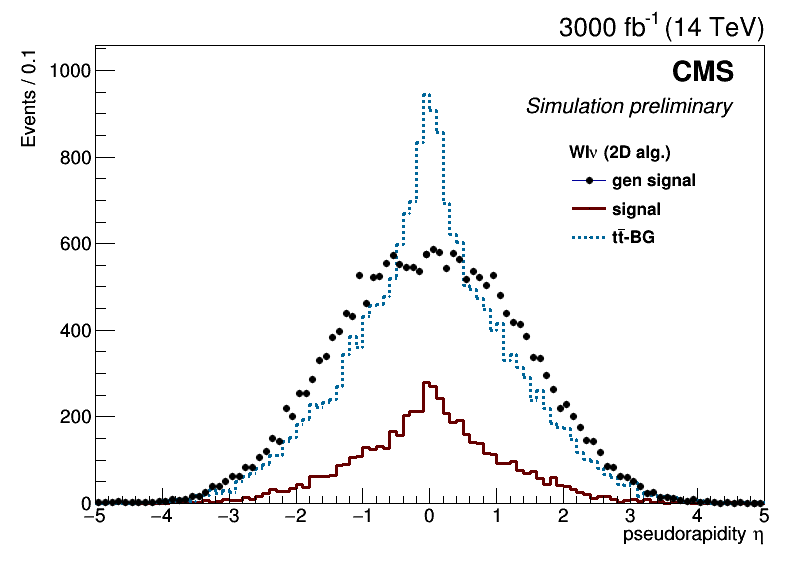 3000 fb⁻¹ (14 TeV)
Events / 0.1
CMS
Simulation preliminary
Wlν (2D alg.)
gen signal
signal
tt̄-BG
1000
800
600
400
200
0
−5 −4 −3 −2 −1 0 1 2 3 4 5
pseudorapidity η